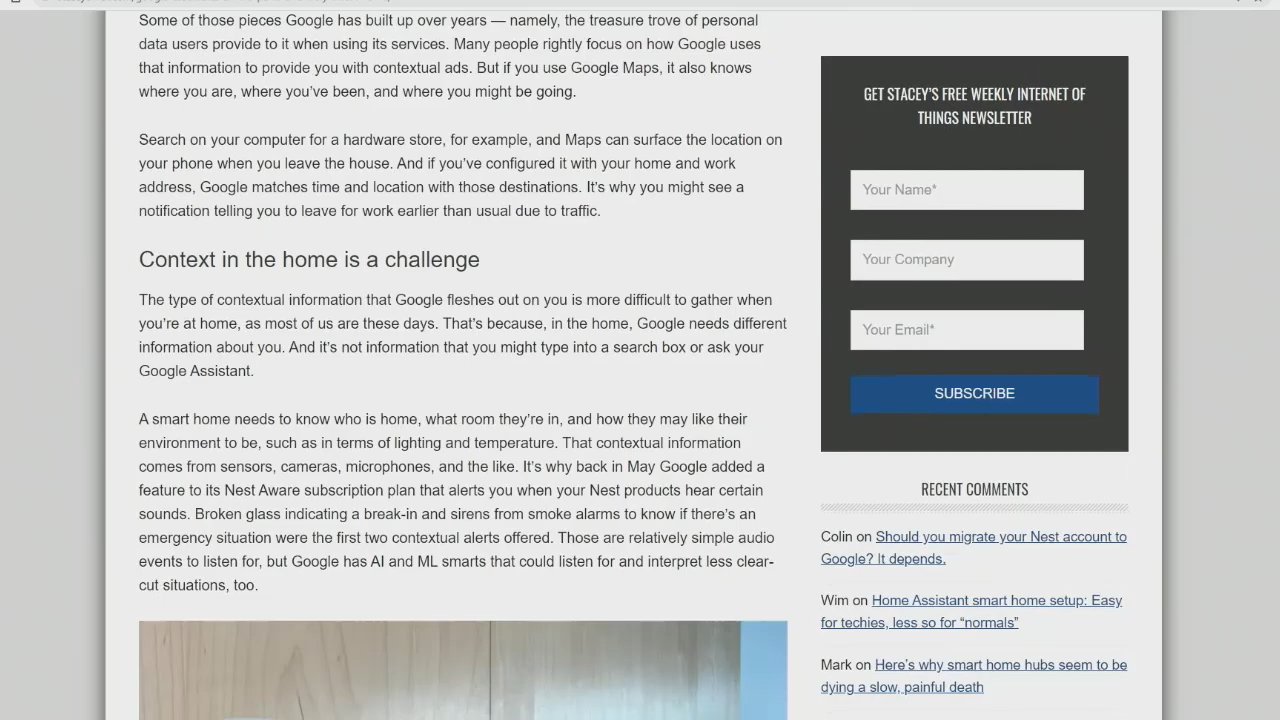 Some of those pieces Google has built up over years — namely, the treasure trove of personal
data users provide to it when using its services. Many people rightly focus on how Google uses
that information to provide you with contextual ads. But if you use Google Maps, it also knows
where you are, where you’ve been, and where you might be going.
Search on your computer for a hardware store, for example, and Maps can surface the location on
your phone when you leave the house. And if you’ve configured it with your home and work
address, Google matches time and location with those destinations. It’s why you might see a
notification telling you to leave for work earlier than usual due to traffic.
Context in the home is a challenge
The type of contextual information that Google fleshes out on you is more difficult to gather when
you’re at home, as most of us are these days. That’s because, in the home, Google needs different
information about you. And it’s not information that you might type into a search box or ask your
Google Assistant.
A smart home needs to know who is home, what room they’re in, and how they may like their
environment to be, such as in terms of lighting and temperature. That contextual information
comes from sensors, cameras, microphones, and the like. It’s why back in May Google added a
feature to its Nest Aware subscription plan that alerts you when your Nest products hear certain
sounds. Broken glass indicating a break-in and sirens from smoke alarms to know if there’s an
emergency situation were the first two contextual alerts offered. Those are relatively simple audio
events to listen for, but Google has AI and ML smarts that could listen for and interpret less clear-
cut situations, too.
GET STACEY’S FREE WEEKLY INTERNET OF
THINGS NEWSLETTER
Your Name*
Your Company
Your Email*
SUBSCRIBE
RECENT COMMENTS
Colin on Should you migrate your Nest account to
Google? It depends.
Wim on Home Assistant smart home setup: Easy
for techies, less so for “normals”
Mark on Here’s why smart home hubs seem to be
dying a slow, painful death